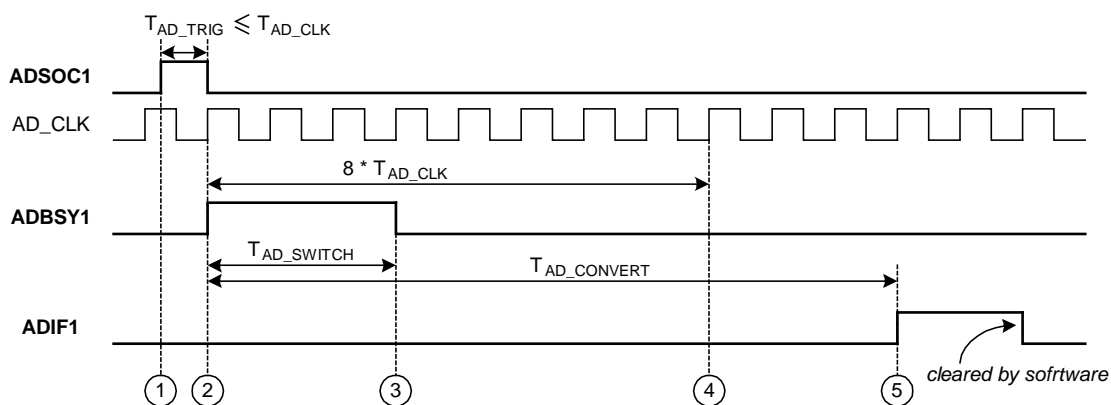 T_AD_TRIG ≤ T_AD_CLK
ADSOC1
AD_CLK
8 * T_AD_CLK
ADBSY1
T_AD_SWITCH
T_AD_CONVERT
ADIF1
cleared by sofrtware
1 2 3 4 5